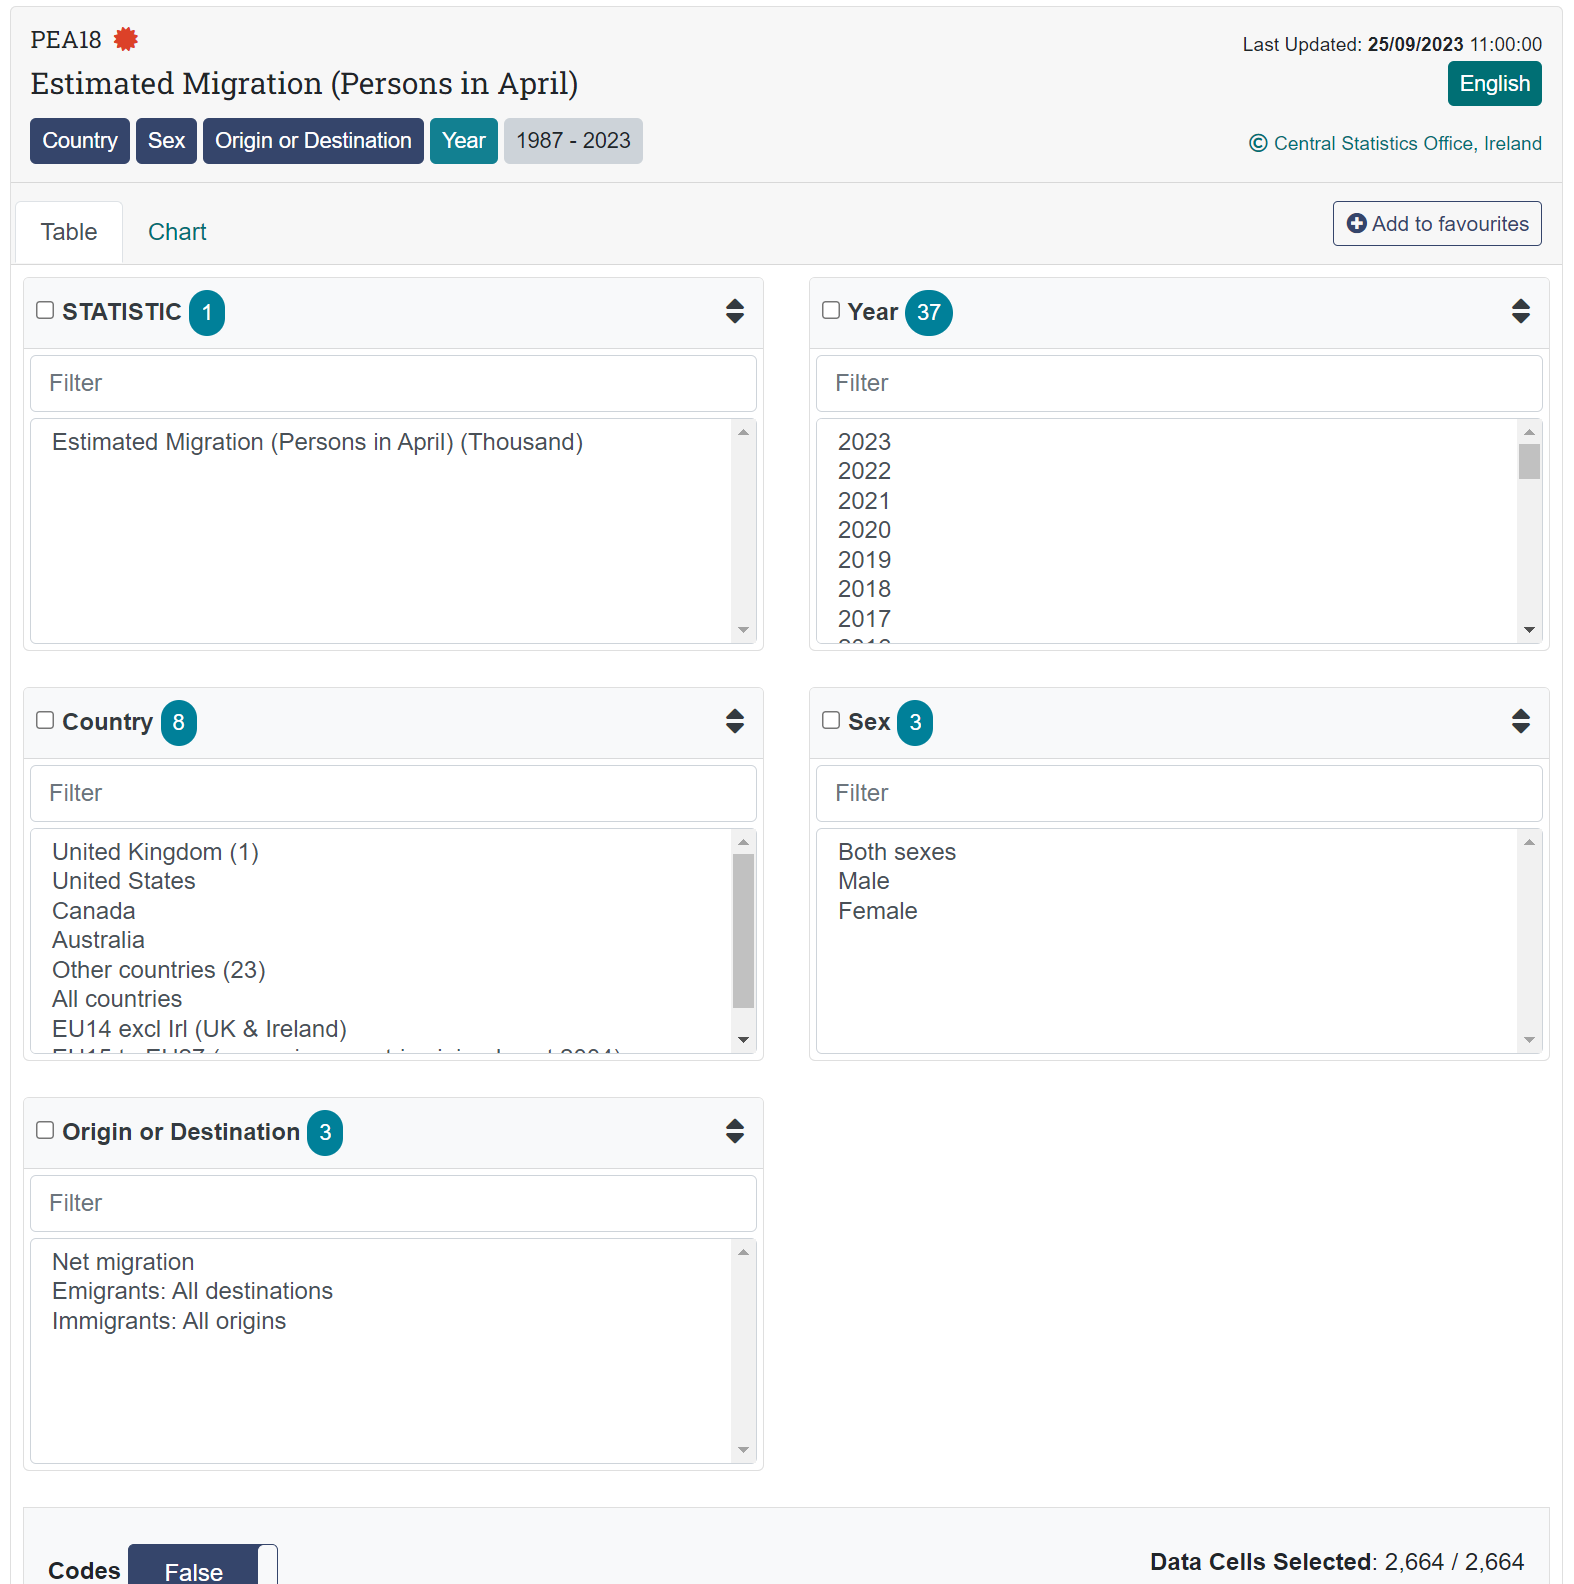 PEA18
Last Updated: 25/09/2023 11:00:00
Estimated Migration (Persons in April)
English
Country Sex Origin or Destination Year 1987 - 2023
© Central Statistics Office, Ireland
Table Chart
Add to favourites
STATISTIC 1
Filter
Estimated Migration (Persons in April) (Thousand)
Year 37
Filter
2023
2022
2021
2020
2019
2018
2017
Country 8
Filter
United Kingdom (1)
United States
Canada
Australia
Other countries (23)
All countries
EU14 excl Irl (UK & Ireland)
Sex 3
Filter
Both sexes
Male
Female
Origin or Destination 3
Filter
Net migration
Emigrants: All destinations
Immigrants: All origins
Codes False
Data Cells Selected: 2,664 / 2,664